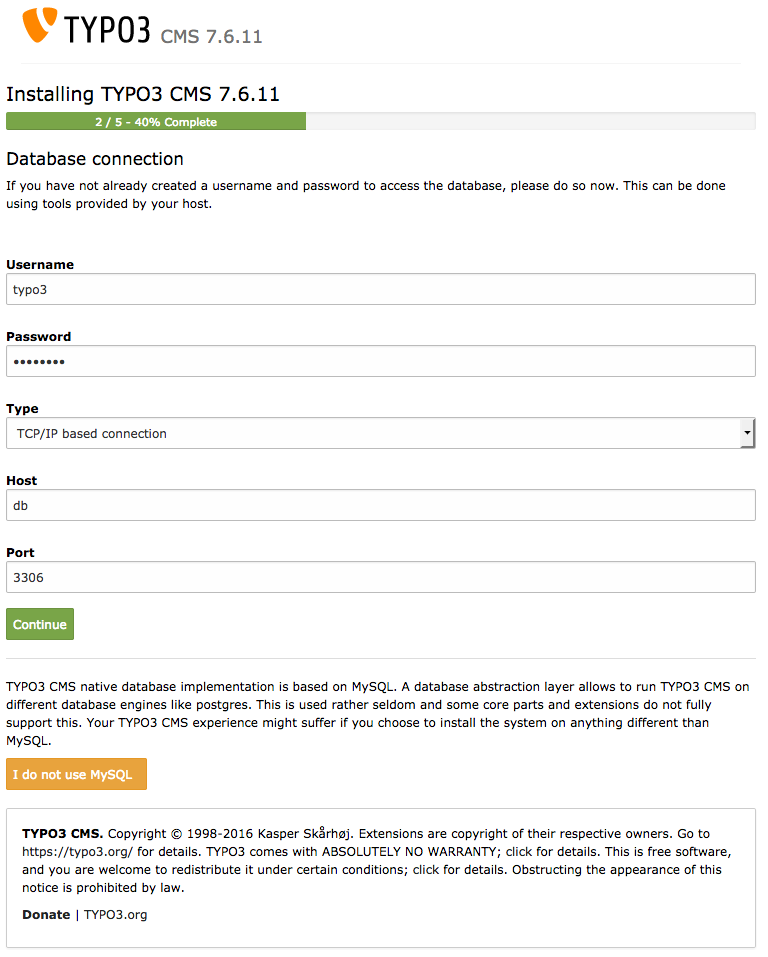 TYPO3 CMS 7.6.11
Installing TYPO3 CMS 7.6.11
2 / 5 - 40% Complete
Database connection
If you have not already created a username and password to access the database, please do so now. This can be done
using tools provided by your host.
Username
typo3
Password
••••••••
Type
TCP/IP based connection
Host
db
Port
3306
Continue
TYPO3 CMS native database implementation is based on MySQL. A database abstraction layer allows to run TYPO3 CMS on
different database engines like postgres. This is used rather seldom and some core parts and extensions do not fully
support this. Your TYPO3 CMS experience might suffer if you choose to install the system on anything different than
MySQL.
I do not use MySQL
TYPO3 CMS. Copyright © 1998-2016 Kasper Skårhøj. Extensions are copyright of their respective owners. Go to
https://typo3.org/ for details. TYPO3 comes with ABSOLUTELY NO WARRANTY; click for details. This is free software,
and you are welcome to redistribute it under certain conditions; click for details. Obstructing the appearance of this
notice is prohibited by law.
Donate | TYPO3.org